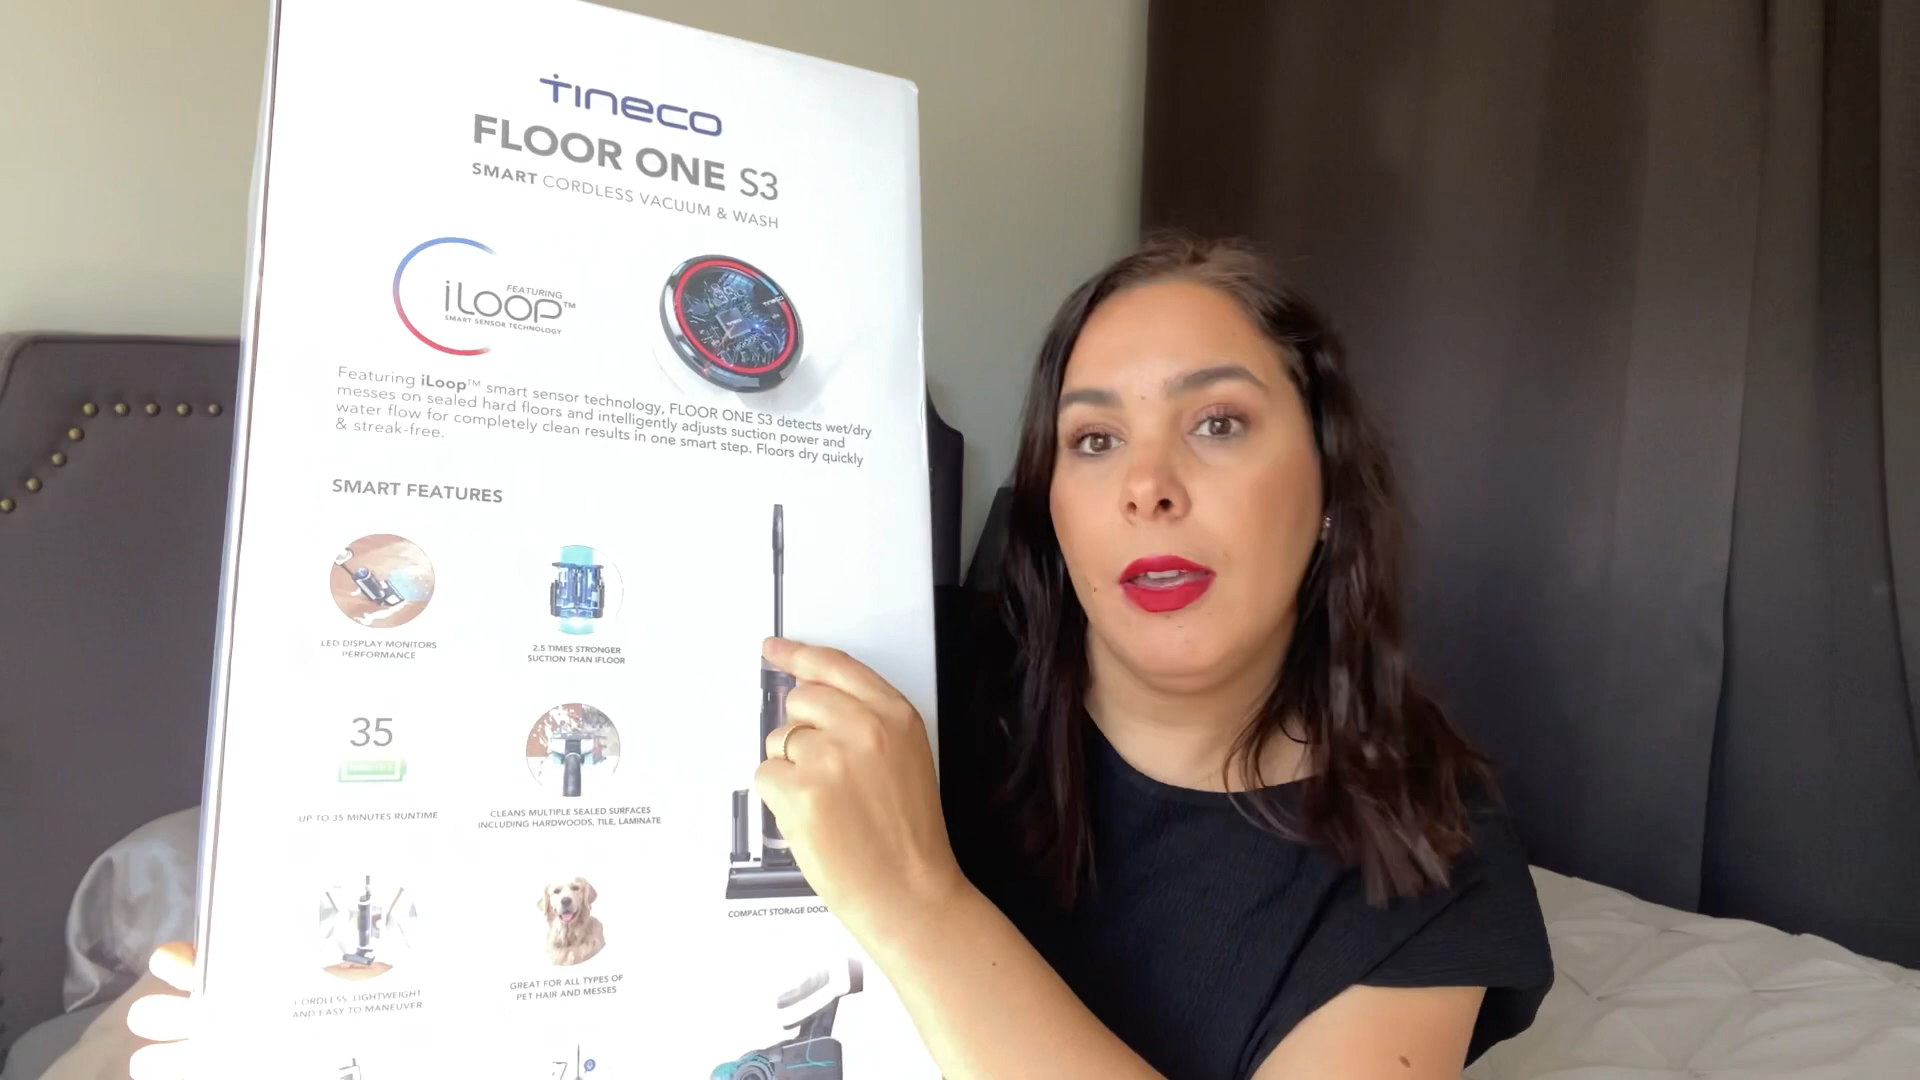 TINECO
FLOOR ONE S3
SMART CORDLESS VACUUM & WASH
FEATURING
iLOOP™
SMART SENSOR TECHNOLOGY
TINECO
Featuring iLoop™ smart sensor technology, FLOOR ONE S3 detects wet/dry
messes on sealed hard floors and intelligently adjusts suction power and
water flow for completely clean results in one smart step. Floors dry quickly
& streak-free.
SMART FEATURES
LED DISPLAY MONITORS
PERFORMANCE
2.5 TIMES STRONGER
SUCTION THAN IFLOOR
35
UP TO 35 MINUTES RUNTIME
CLEANS MULTIPLE SEALED SURFACES
INCLUDING HARDWOODS, TILE, LAMINATE
COMPACT STORAGE DOCK
CORDLESS, LIGHTWEIGHT
AND EASY TO MANEUVER
GREAT FOR ALL TYPES OF
PET HAIR AND MESSES